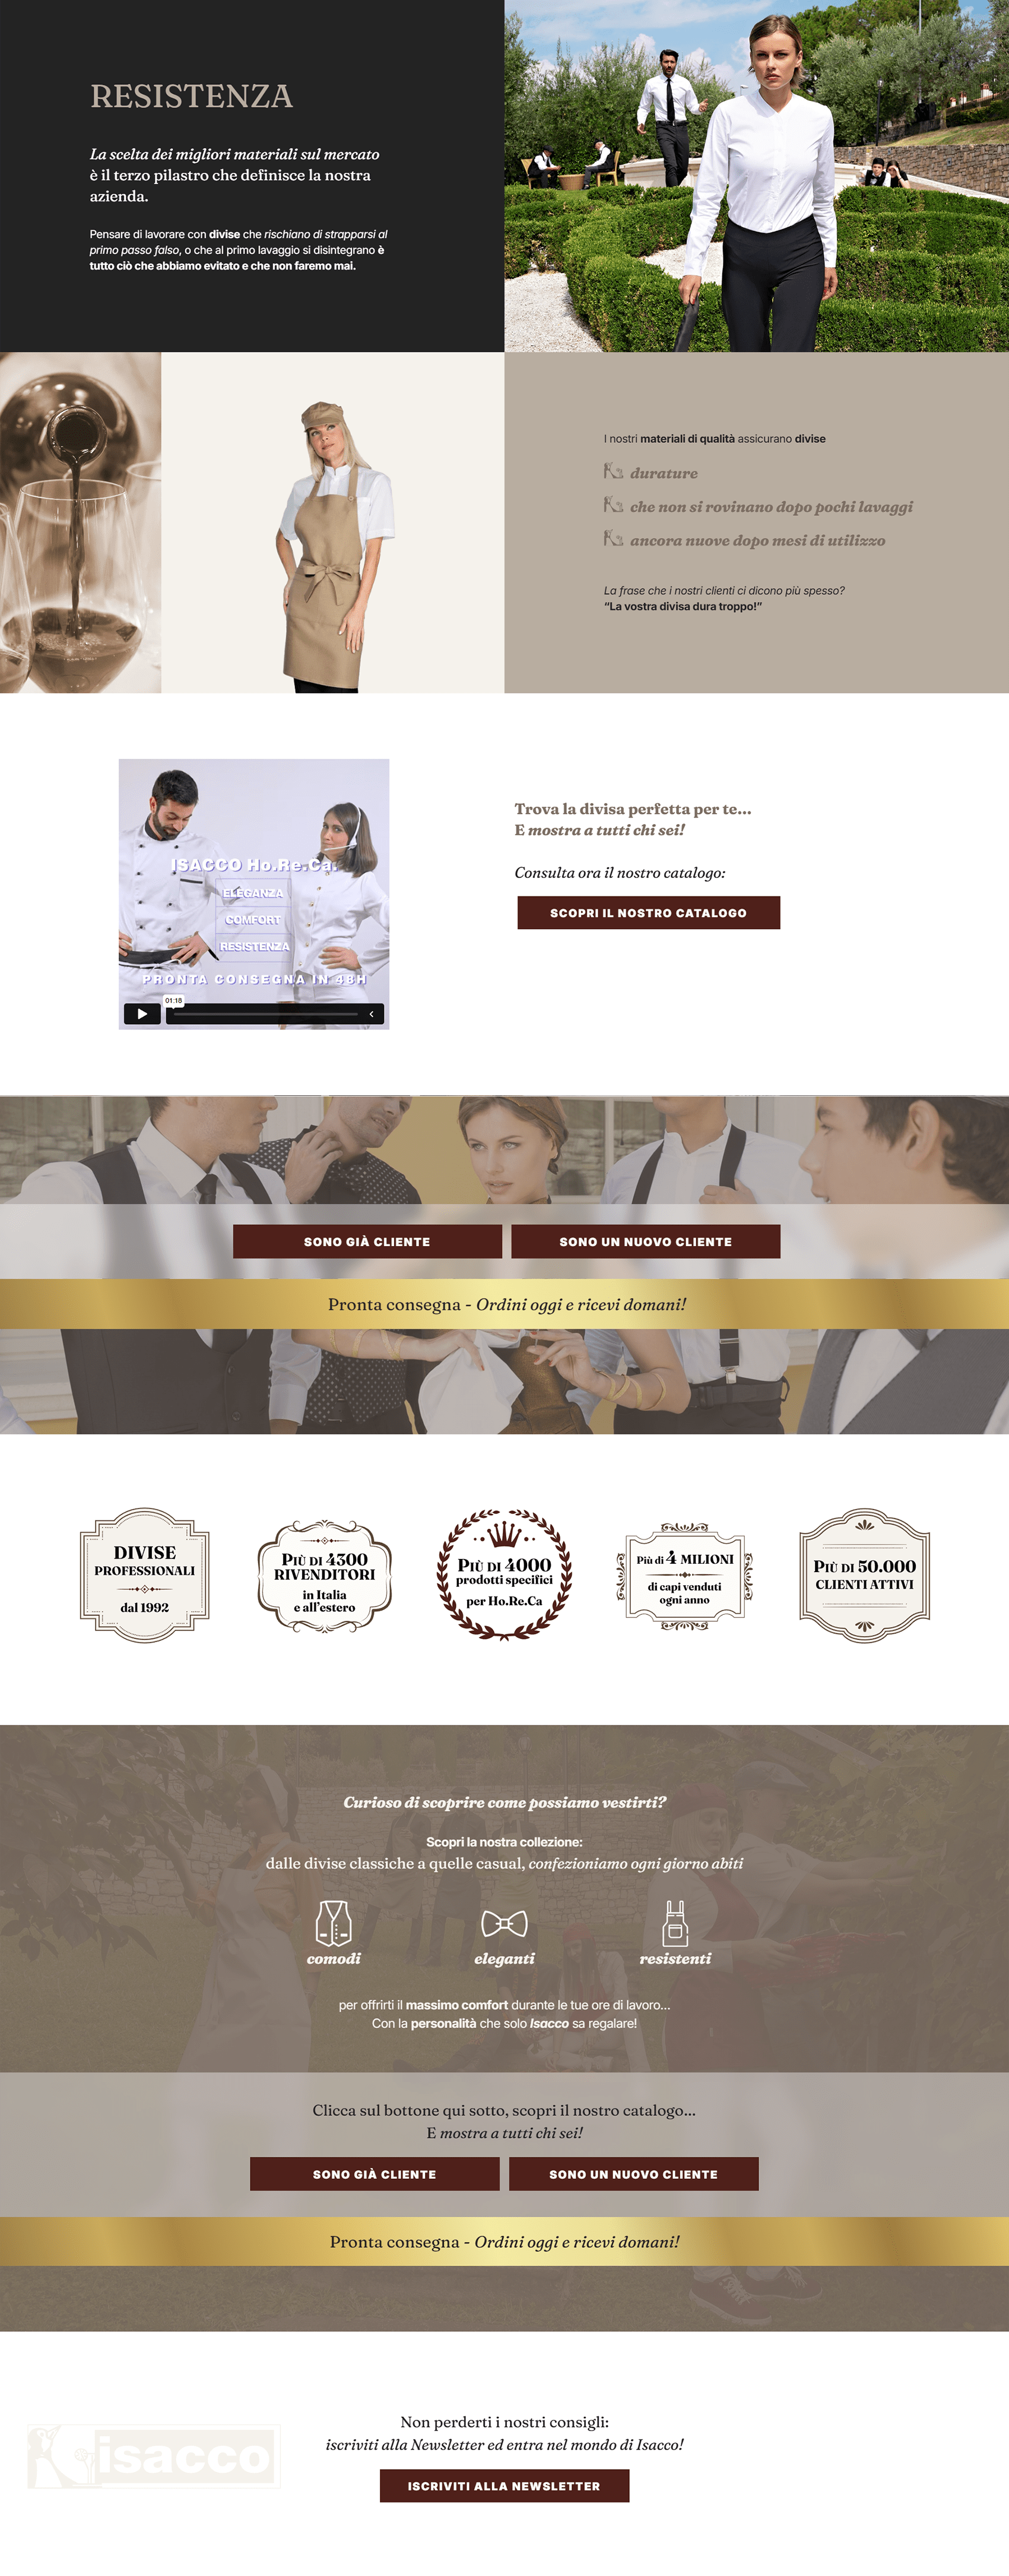 RESISTENZA
La scelta dei migliori materiali sul mercato
è il terzo pilastro che definisce la nostra
azienda.
Pensare di lavorare con divise che rischiano di strapparsi al
primo passo falso, o che al primo lavaggio si disintegrano è
tutto ciò che abbiamo evitato e che non faremo mai.
I nostri materiali di qualità assicurano divise
durature
che non si rovinano dopo pochi lavaggi
ancora nuove dopo mesi di utilizzo
La frase che i nostri clienti ci dicono più spesso?
“La vostra divisa dura troppo!”
ISACCO Ho.Re.Ca.
ELEGANZA
COMFORT
RESISTENZA
PRONTA CONSEGNA IN 48H
01:18
Trova la divisa perfetta per te...
E mostra a tutti chi sei!
Consulta ora il nostro catalogo:
SCOPRI IL NOSTRO CATALOGO
SONO GIÀ CLIENTE
SONO UN NUOVO CLIENTE
Pronta consegna - Ordini oggi e ricevi domani!
DIVISE
PROFESSIONALI
dal 1992
PIÙ DI 4300
RIVENDITORI
in Italia
e all’estero
PIÙ DI 4000
prodotti specifici
per Ho.Re.Ca
Più di 4 MILIONI
di capi venduti
ogni anno
PIÙ DI 50.000
CLIENTI ATTIVI
Curioso di scoprire come possiamo vestirti?
Scopri la nostra collezione:
dalle divise classiche a quelle casual, confezioniamo ogni giorno abiti
comodi
eleganti
resistenti
per offrirti il massimo comfort durante le tue ore di lavoro...
Con la personalità che solo Isacco sa regalare!
Clicca sul bottone qui sotto, scopri il nostro catalogo...
E mostra a tutti chi sei!
SONO GIÀ CLIENTE
SONO UN NUOVO CLIENTE
Pronta consegna - Ordini oggi e ricevi domani!
isacco
Non perderti i nostri consigli:
iscriviti alla Newsletter ed entra nel mondo di Isacco!
ISCRIVITI ALLA NEWSLETTER